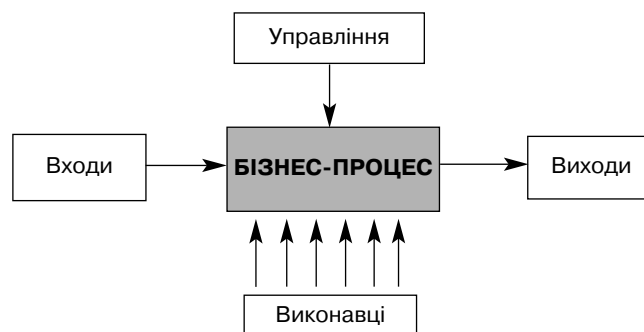 Управління
Входи
БІЗНЕС-ПРОЦЕС
Виходи
Виконавці